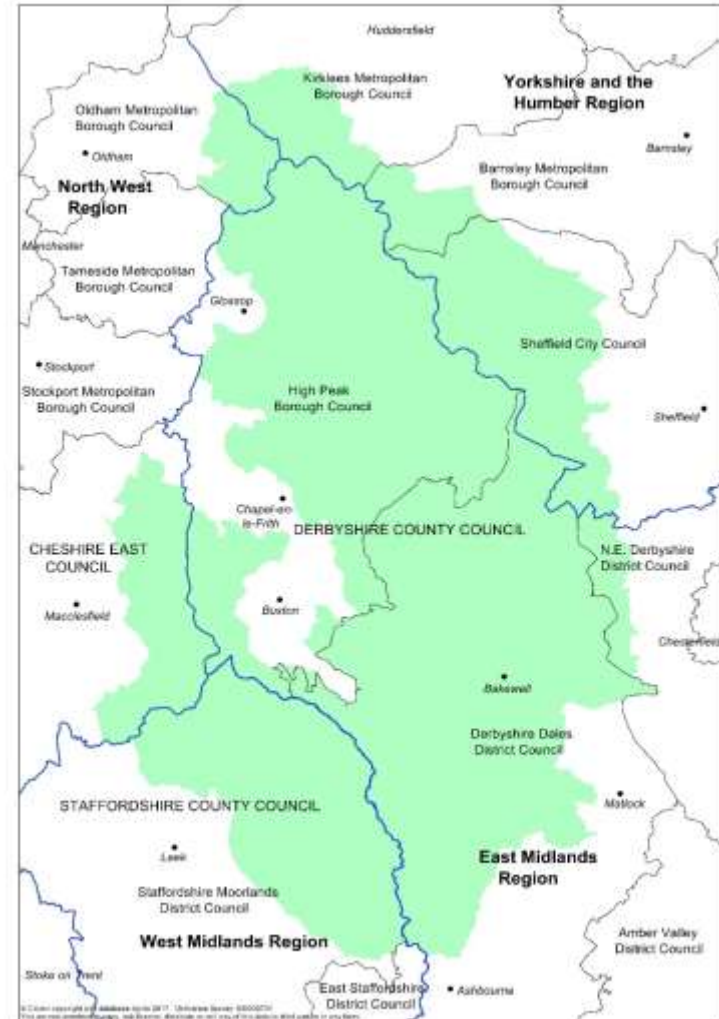 Huddersfield
Kirklees Metropolitan
Borough Council
Yorkshire and the
Humber Region
Oldham Metropolitan
Borough Council
Oldham
Barnsley
Barnsley Metropolitan
Borough Council
North West
Region
Manchester
Tameside Metropolitan
Borough Council
Glossop
Sheffield City Council
Stockport
Stockport Metropolitan
Borough Council
High Peak
Borough Council
Sheffield
Chapel-en
le-Frith
DERBYSHIRE COUNTY COUNCIL
CHESHIRE EAST
COUNCIL
N.E. Derbyshire
District Council
Macclesfield
Buxton
Chesterfield
Bakewell
Derbyshire Dales
District Council
Matlock
STAFFORDSHIRE COUNTY COUNCIL
Leek
East Midlands
Region
Staffordshire Moorlands
District Council
West Midlands Region
Amber Valley
District Council
Stoke on Trent
East Staffordshire
District Council
Ashbourne